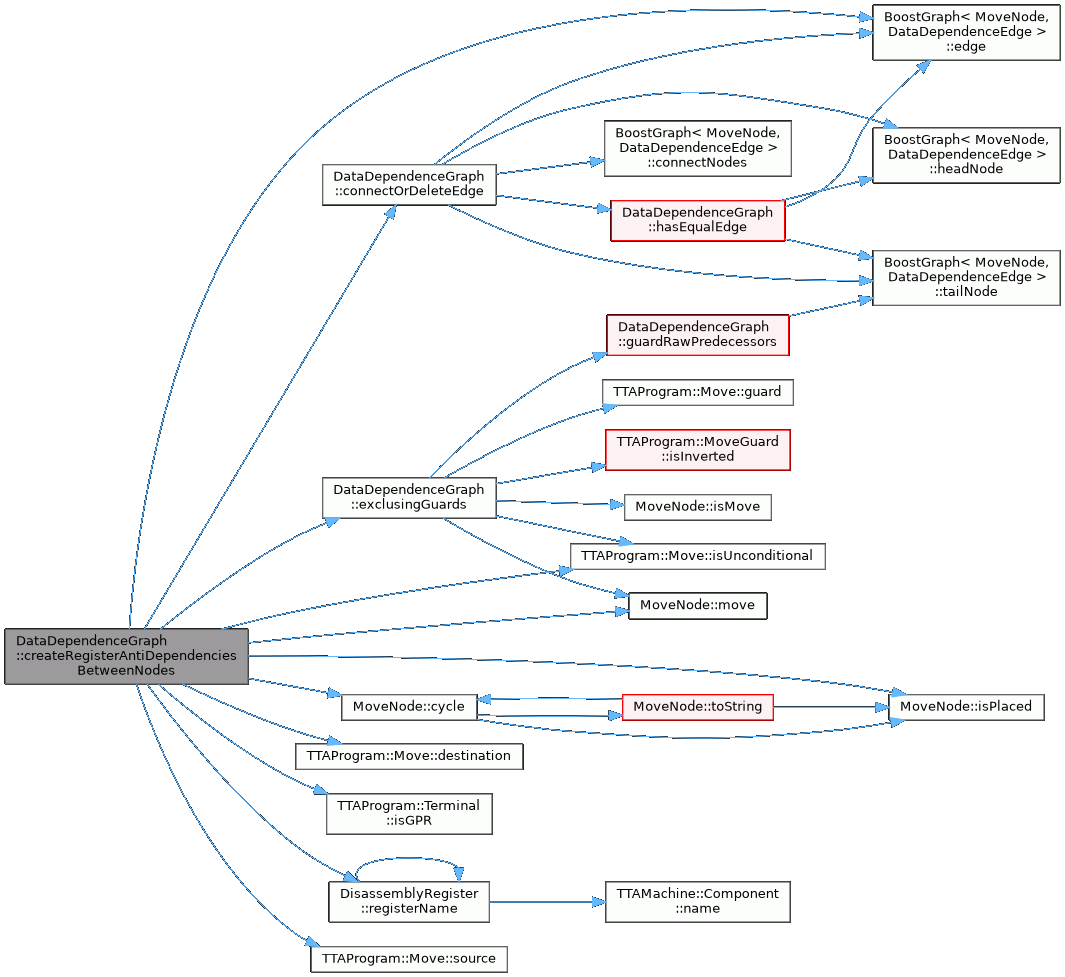 BoostGraph< MoveNode,
DataDependenceEdge >
::edge
BoostGraph< MoveNode,
DataDependenceEdge >
::connectNodes
BoostGraph< MoveNode,
DataDependenceEdge >
::headNode
DataDependenceGraph
::connectOrDeleteEdge
DataDependenceGraph
::hasEqualEdge
BoostGraph< MoveNode,
DataDependenceEdge >
::tailNode
DataDependenceGraph
::guardRawPredecessors
TTAProgram::Move::guard
TTAProgram::MoveGuard
::isInverted
DataDependenceGraph
::exclusingGuards
MoveNode::isMove
TTAProgram::Move::isUnconditional
MoveNode::move
DataDependenceGraph
::createRegisterAntiDependencies
BetweenNodes
MoveNode::cycle
MoveNode::toString
MoveNode::isPlaced
TTAProgram::Move::destination
TTAProgram::Terminal
::isGPR
DisassemblyRegister
::registerName
TTAMachine::Component
::name
TTAProgram::Move::source